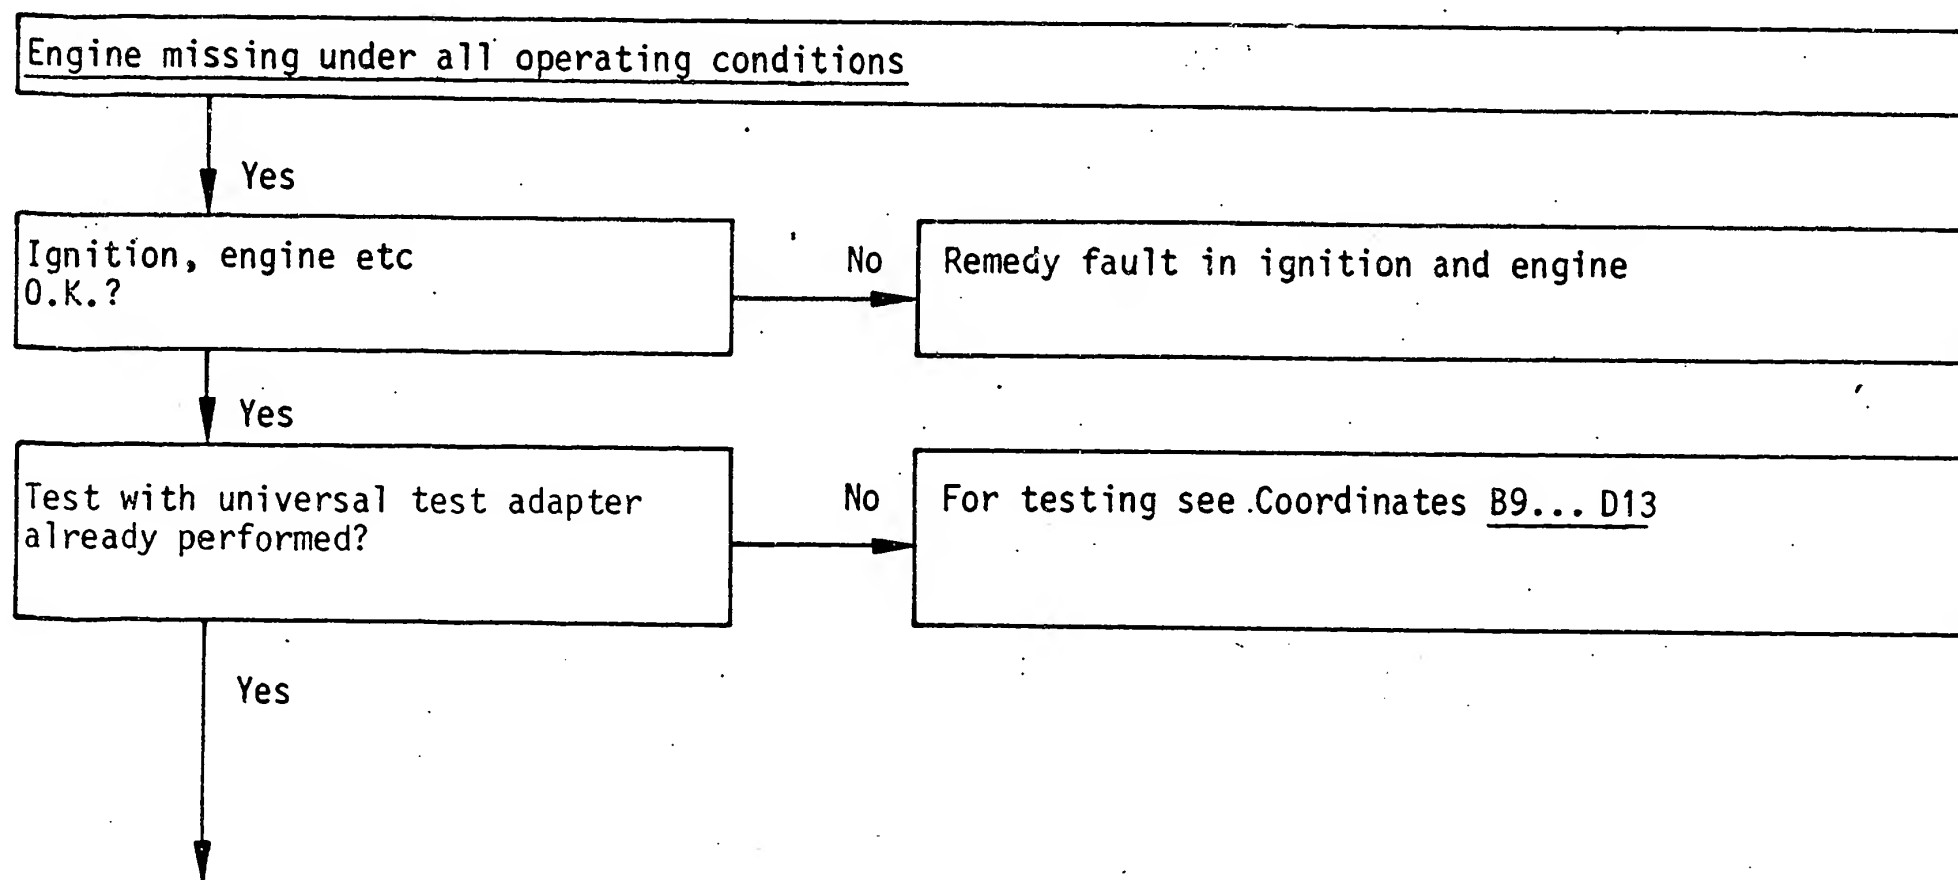 Engine missing under all operating conditions
Yes
Ignition, engine etc
O.K.?
No
Remedy fault in ignition and engine
Yes
Test with universal test adapter
already performed?
No
For testing see Coordinates B9... D13
Yes